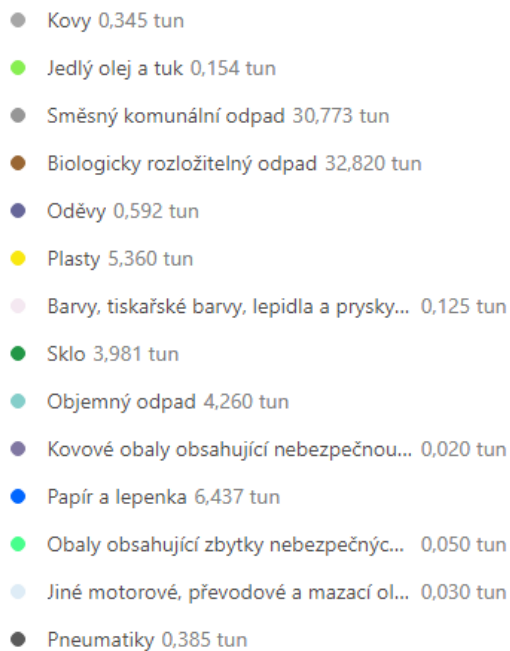 Kovy 0,345 tun
Jedlý olej a tuk 0,154 tun
Směsný komunální odpad 30,773 tun
Biologicky rozložitelný odpad 32,820 tun
Oděvy 0,592 tun
Plasty 5,360 tun
Barvy, tiskařské barvy, lepidla a prysky... 0,125 tun
Sklo 3,981 tun
Objemný odpad 4,260 tun
Kovové obaly obsahující nebezpečnou... 0,020 tun
Papír a lepenka 6,437 tun
Obaly obsahující zbytky nebezpečnýc... 0,050 tun
Jiné motorové, převodové a mazací ol... 0,030 tun
Pneumatiky 0,385 tun